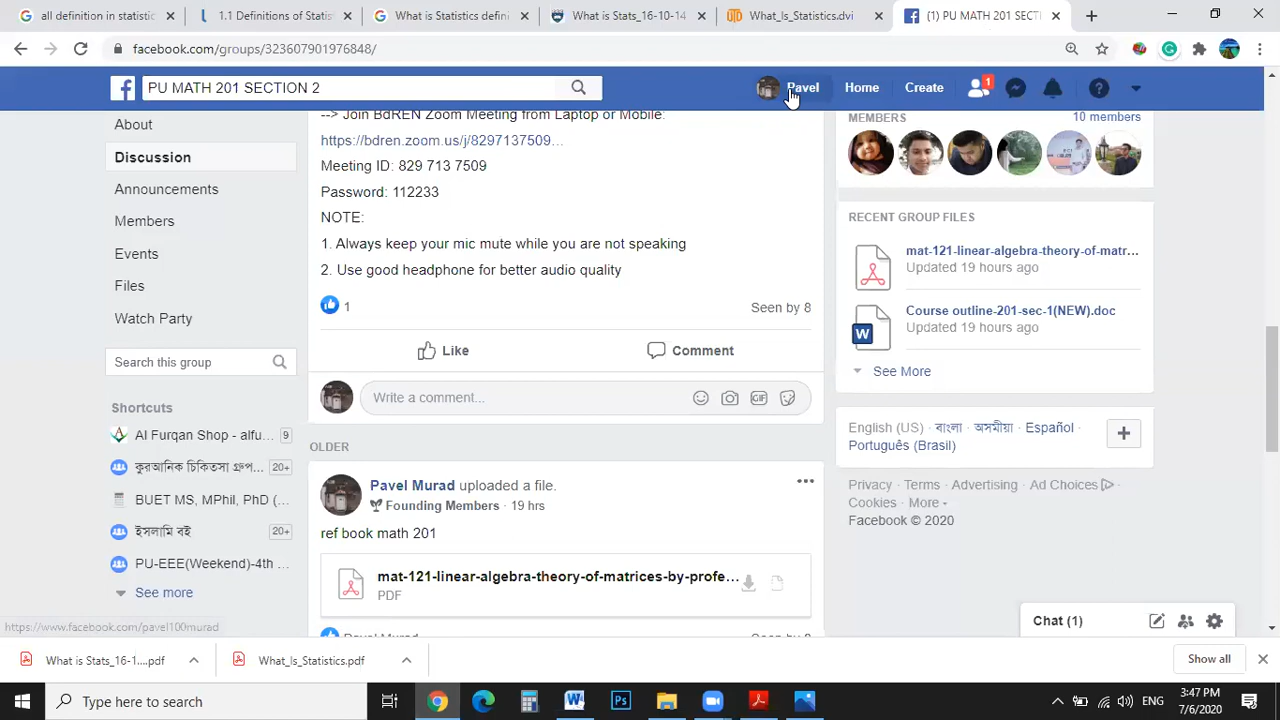 all definition in statistic
1.1 Definitions of Statis
What is Statistics defini
What is Stats_16-10-14
What_Is_Statistics.dvi
(1) PU MATH 201 SECT
facebook.com/groups/323607901976848/
PU MATH 201 SECTION 2
Pavel
Home
Create
1
About
Discussion
Announcements
Members
Events
Files
Watch Party
Search this group
Shortcuts
Al Furqan Shop - alfu... 9
কুরআনিক চিকিতসা গ্রুপ... 20+
BUET MS, MPhil, PhD (...
ইসলামি বই 20+
PU-EEE(Weekend)-4th ...
See more
--> Join BdREN Zoom Meeting from Laptop or Mobile:
https://bdren.zoom.us/j/8297137509...
Meeting ID: 829 713 7509
Password: 112233
NOTE:
1. Always keep your mic mute while you are not speaking
2. Use good headphone for better audio quality
1
Seen by 8
Like
Comment
Write a comment...
GIF
OLDER
Pavel Murad uploaded a file.
Founding Members · 19 hrs
ref book math 201
mat-121-linear-algebra-theory-of-matrices-by-profe...
PDF
Pavel Murad
Seen by 8
MEMBERS
10 members
RECENT GROUP FILES
mat-121-linear-algebra-theory-of-matr...
Updated 19 hours ago
Course outline-201-sec-1(NEW).doc
Updated 19 hours ago
See More
English (US) · বাংলা · অসমীয়া · Español ·
Português (Brasil)
Privacy · Terms · Advertising · Ad Choices ·
Cookies · More
Facebook © 2020
Chat (1)
https://www.facebook.com/pavel100murad
What is Stats_16-1....pdf
What_Is_Statistics.pdf
Show all
Type here to search
ENG
3:47 PM
7/6/2020